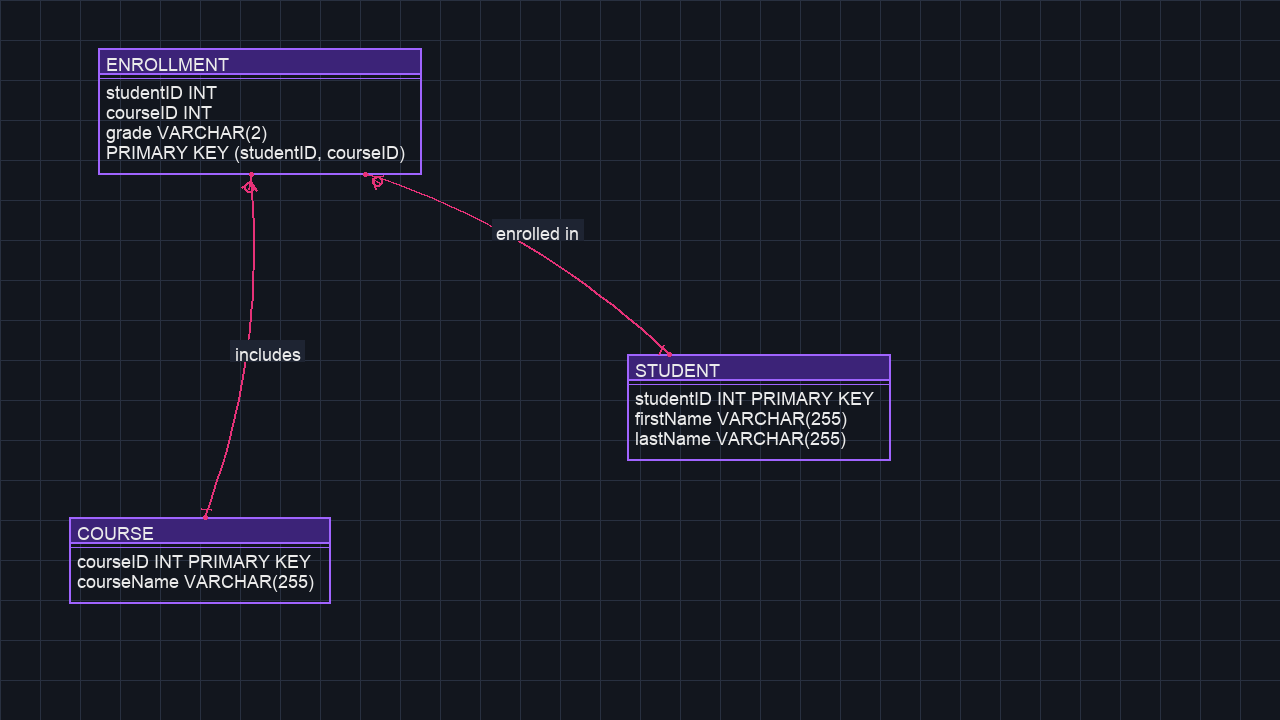 ENROLLMENT
studentID INT
courseID INT
grade VARCHAR(2)
PRIMARY KEY (studentID, courseID)
enrolled in
includes
STUDENT
studentID INT PRIMARY KEY
firstName VARCHAR(255)
lastName VARCHAR(255)
COURSE
courseID INT PRIMARY KEY
courseName VARCHAR(255)